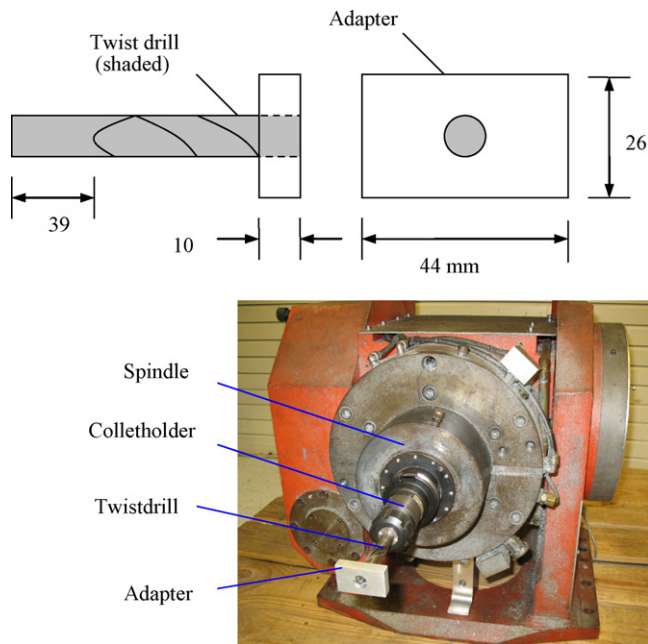 Adapter
Twist drill
(shaded)
26
39
10
44 mm
Spindle
Colletholder
Twistdrill
Adapter